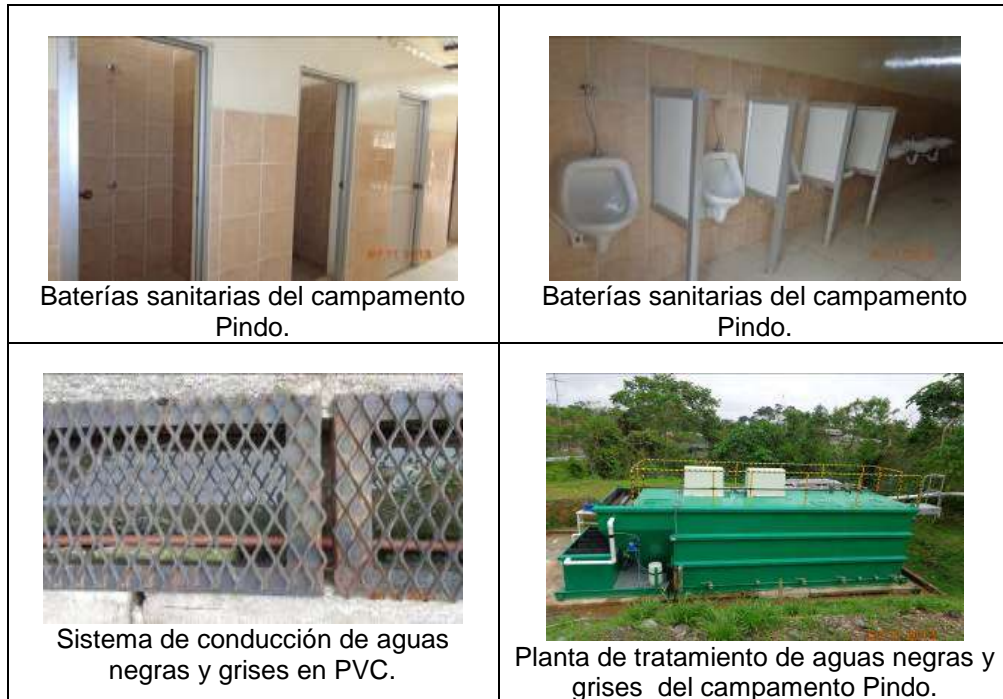 Baterías sanitarias del campamento
Pindo.
Baterías sanitarias del campamento
Pindo.
Sistema de conducción de aguas
negras y grises en PVC.
Planta de tratamiento de aguas negras y
grises del campamento Pindo.